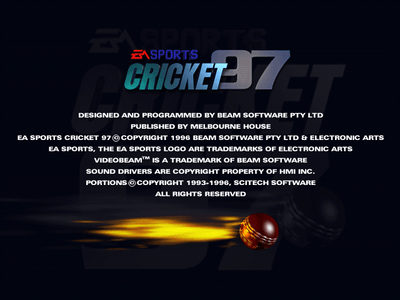 EA SPORTS
CRICKET 97
DESIGNED AND PROGRAMMED BY BEAM SOFTWARE PTY LTD
PUBLISHED BY MELBOURNE HOUSE
EA SPORTS CRICKET 97 © COPYRIGHT 1996 BEAM SOFTWARE PTY LTD & ELECTRONIC ARTS
EA SPORTS, THE EA SPORTS LOGO ARE TRADEMARKS OF ELECTRONIC ARTS
VIDEOBEAM™ IS A TRADEMARK OF BEAM SOFTWARE
SOUND DRIVERS ARE COPYRIGHT PROPERTY OF HMI INC.
PORTIONS © COPYRIGHT 1993-1996, SCITECH SOFTWARE
ALL RIGHTS RESERVED